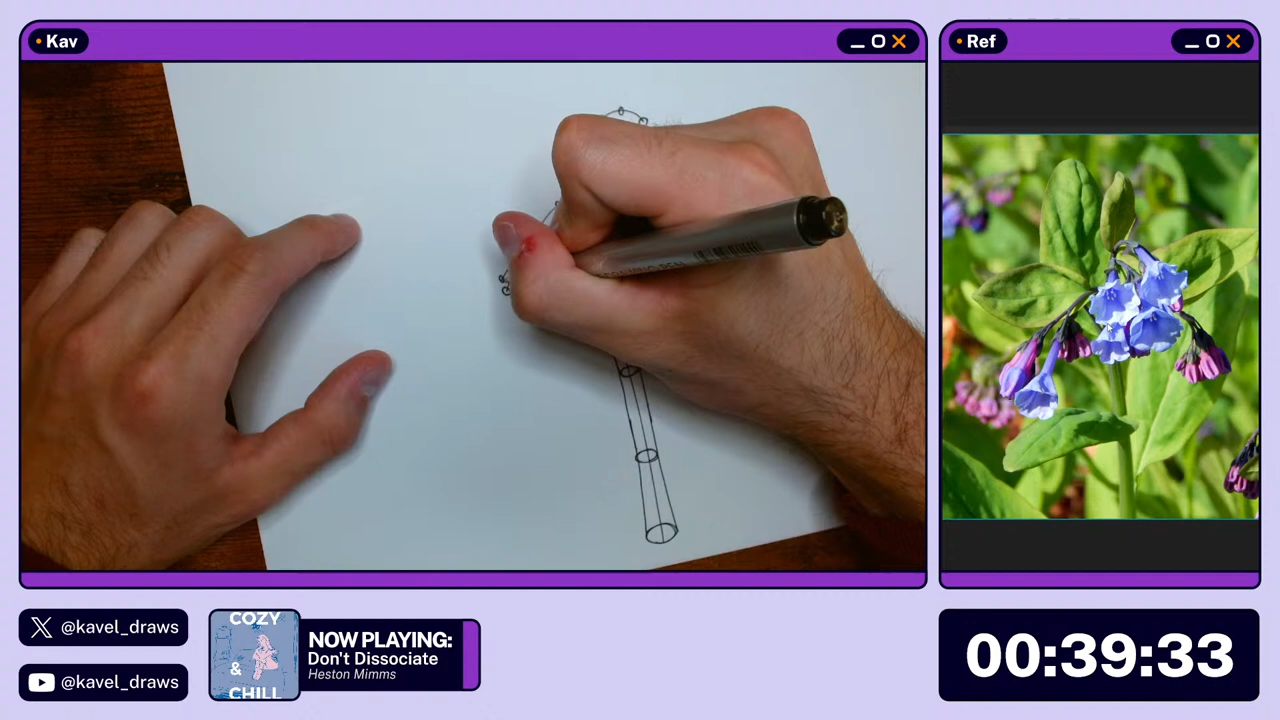 Kav
Ref
@kavel_draws
@kavel_draws
COZY
&
CHILL
NOW PLAYING:
Don't Dissociate
Heston Mimms
00:39:33